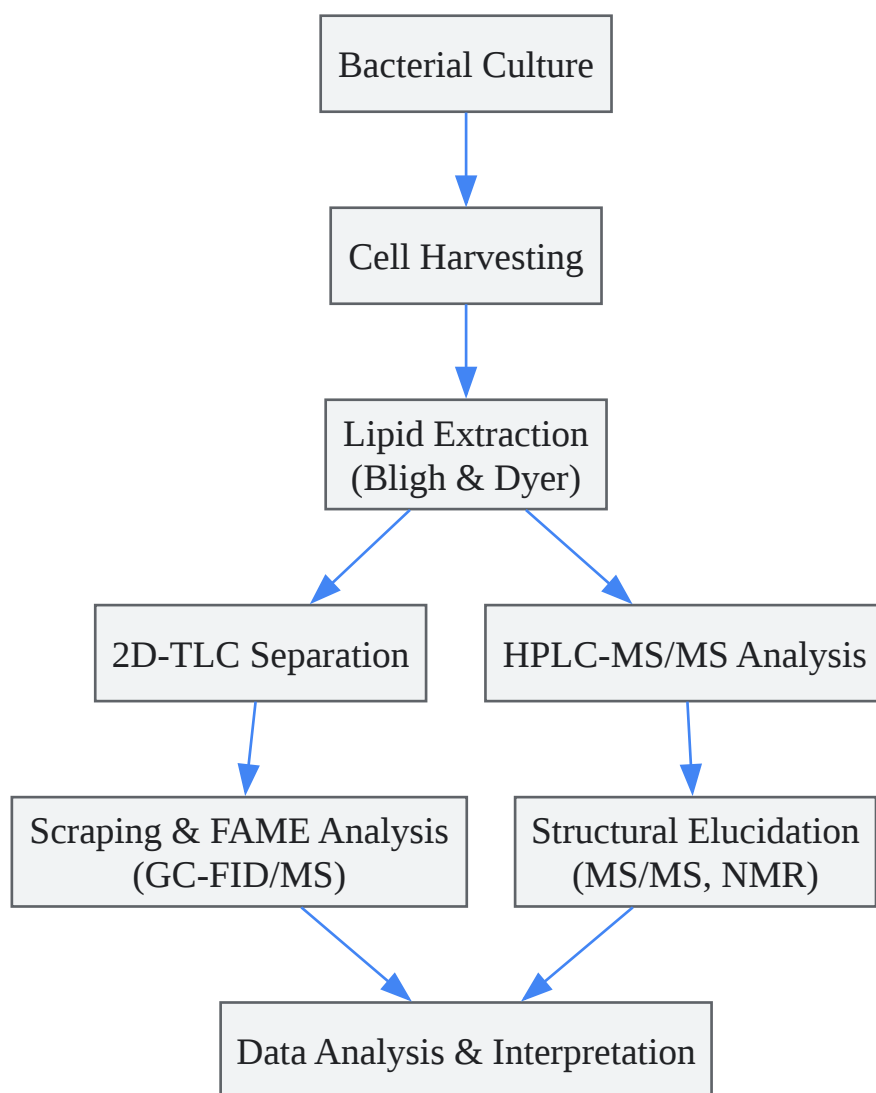 Bacterial Culture
Cell Harvesting
Lipid Extraction
(Bligh & Dyer)
2D-TLC Separation
HPLC-MS/MS Analysis
Scraping & FAME Analysis
(GC-FID/MS)
Structural Elucidation
(MS/MS, NMR)
Data Analysis & Interpretation